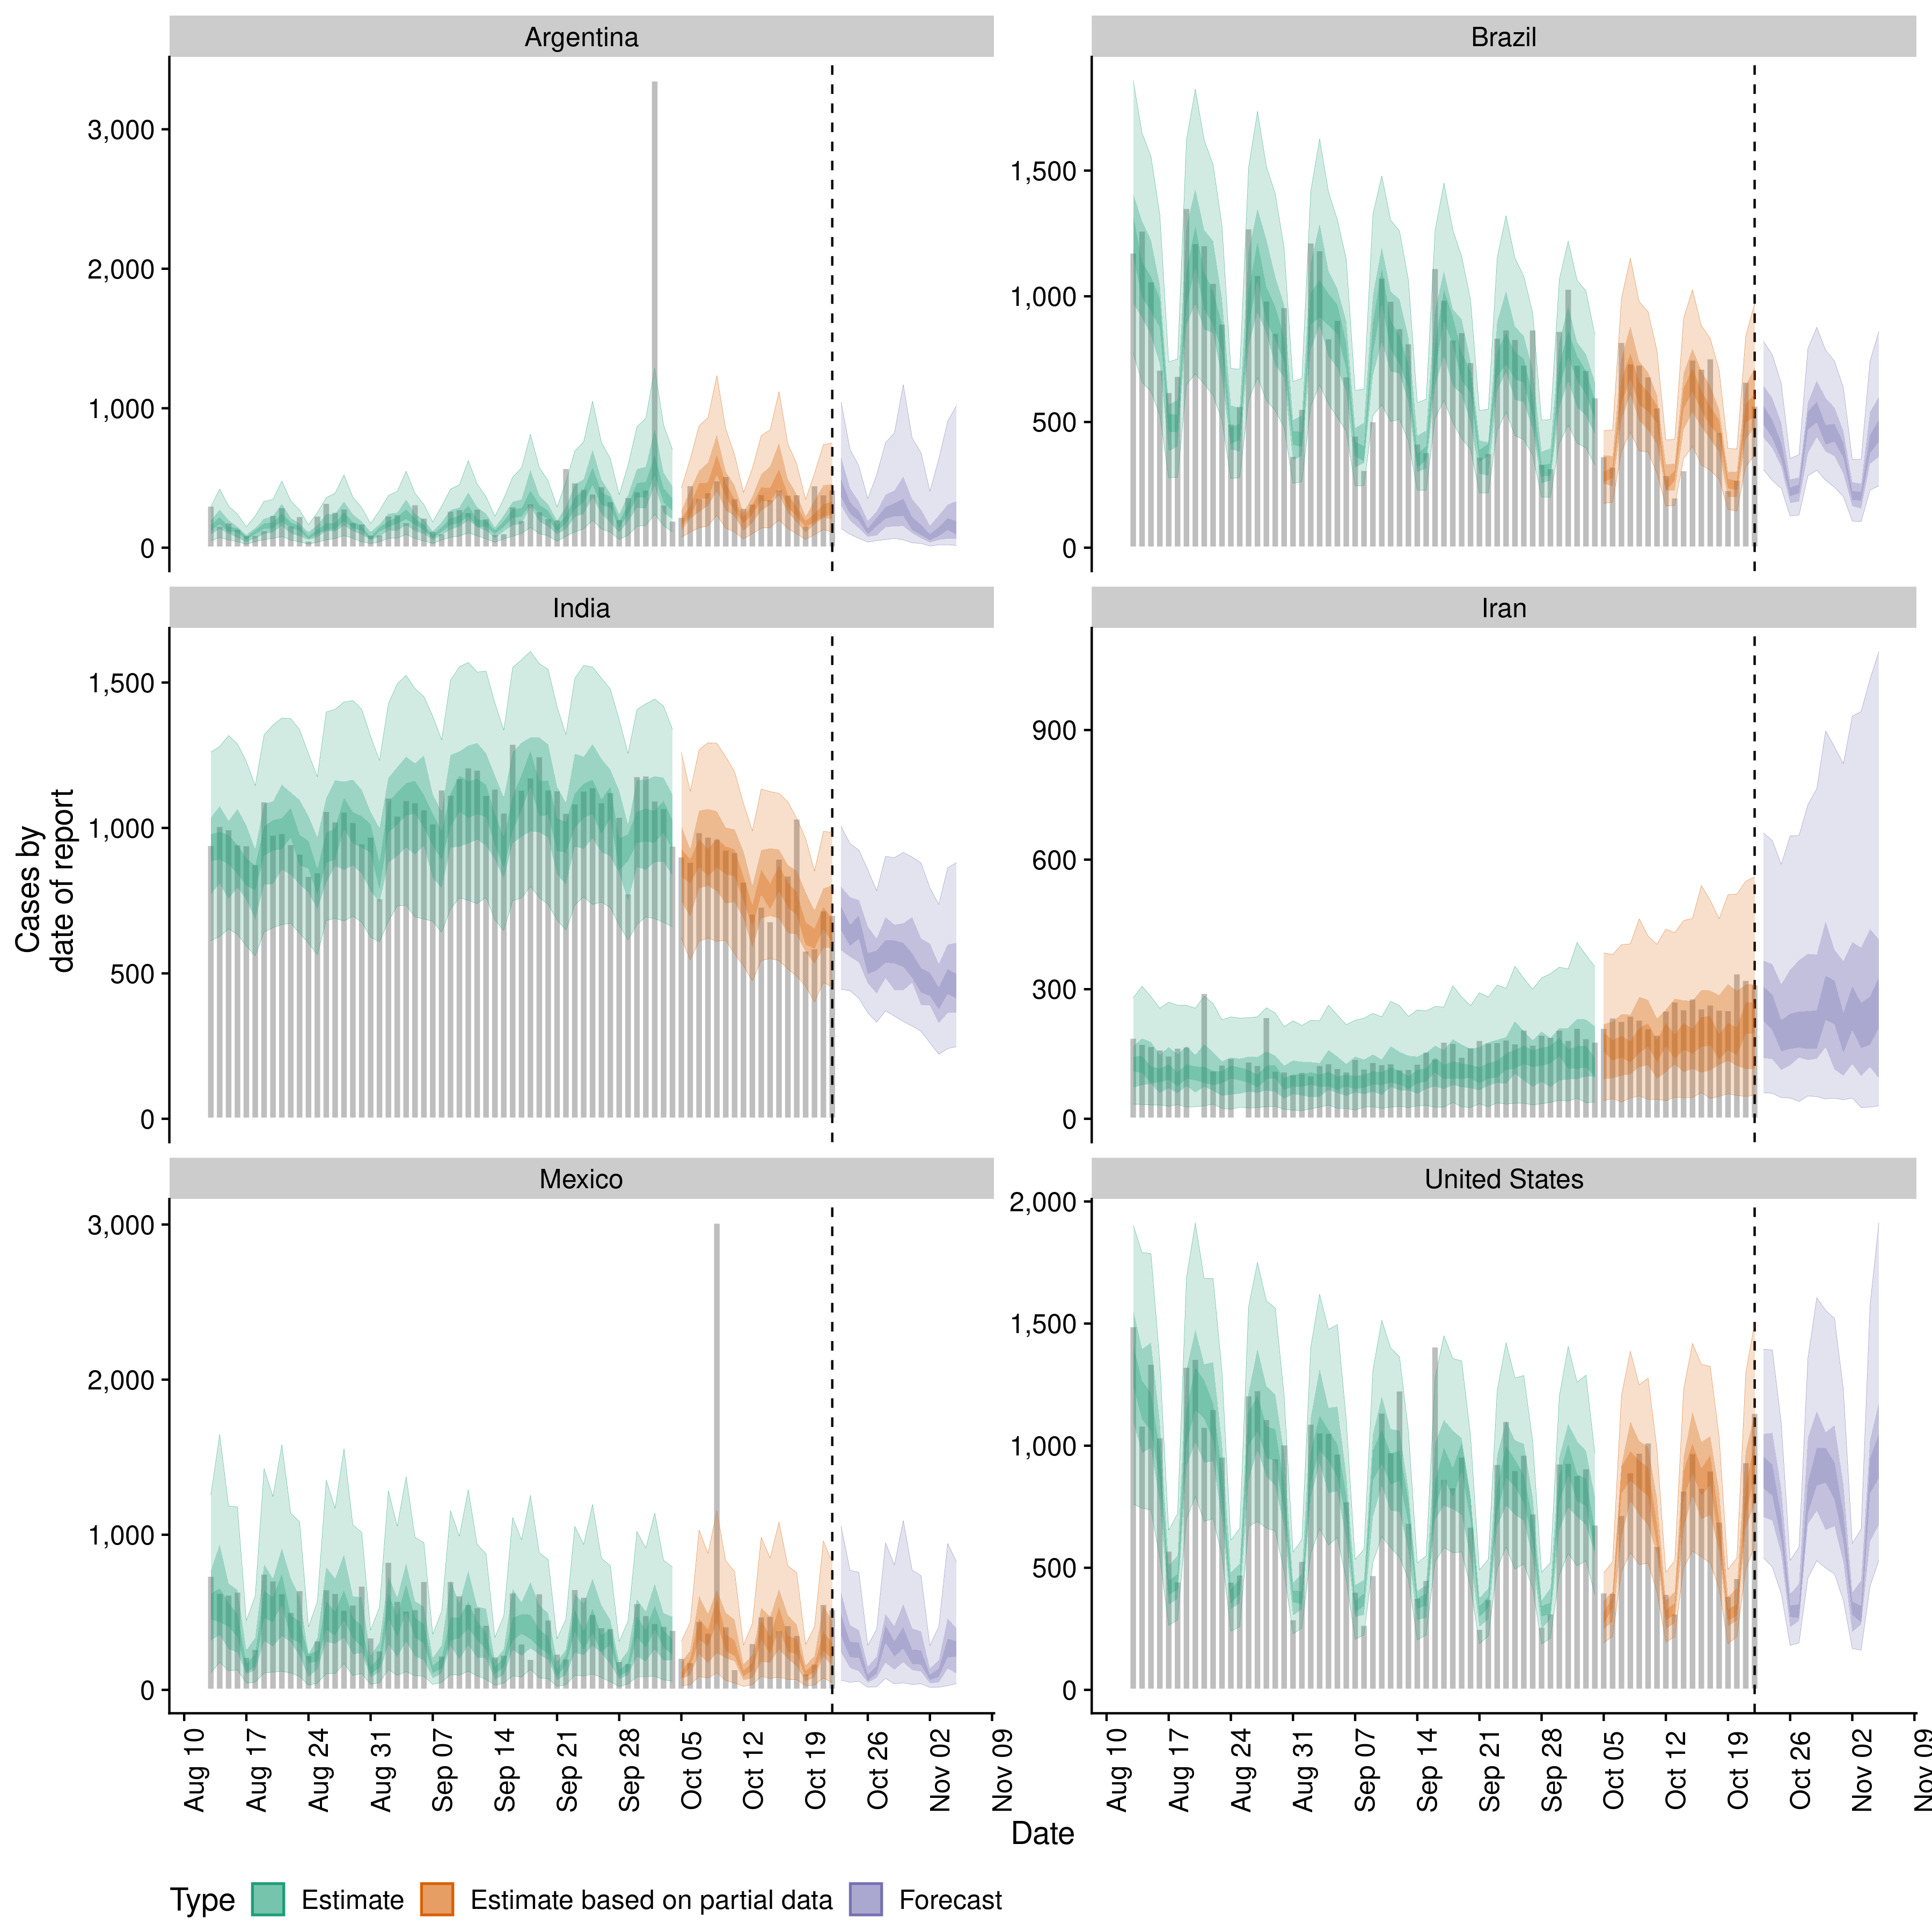 Argentina
Brazil
3,000
2,000
1,000
0
1,500
1,000
500
0
India
Iran
1,500
1,000
500
0
900
600
300
0
Mexico
United States
3,000
2,000
1,000
0
2,000
1,500
1,000
500
0
Cases by
date of report
Aug 10
Aug 17
Aug 24
Aug 31
Sep 07
Sep 14
Sep 21
Sep 28
Oct 05
Oct 12
Oct 19
Oct 26
Nov 02
Nov 09
Aug 10
Aug 17
Aug 24
Aug 31
Sep 07
Sep 14
Sep 21
Sep 28
Oct 05
Oct 12
Oct 19
Oct 26
Nov 02
Nov 09
Date
Type Estimate Estimate based on partial data Forecast